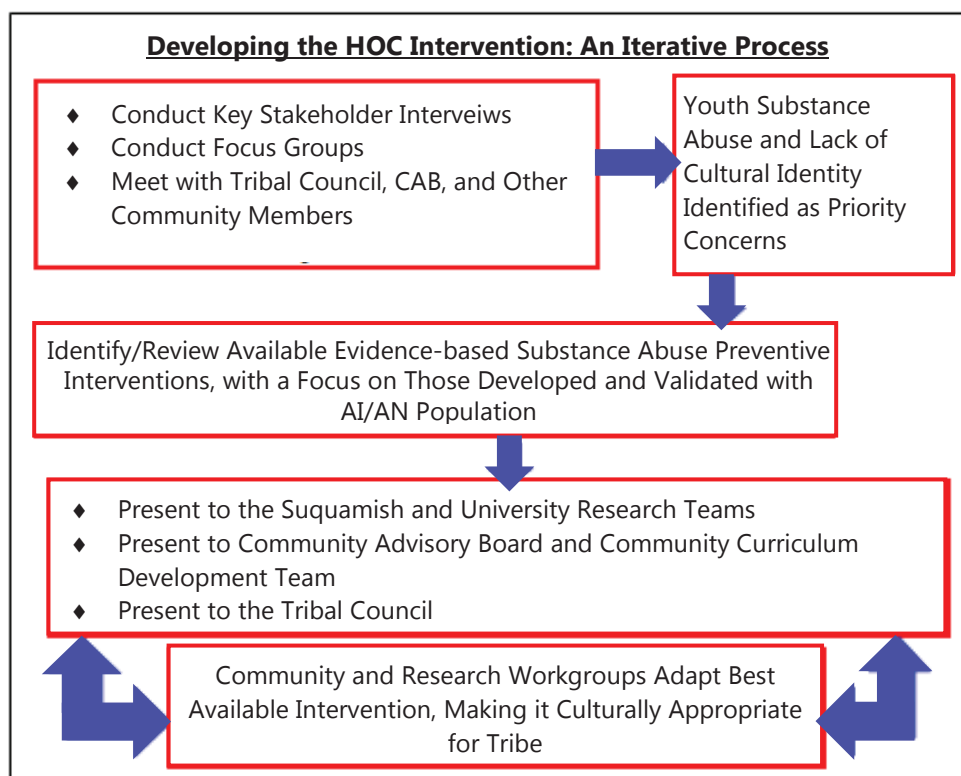 Developing the HOC Intervention: An Iterative Process
♦ Conduct Key Stakeholder Interveiws
♦ Conduct Focus Groups
♦ Meet with Tribal Council, CAB, and Other
Community Members
Youth Substance
Abuse and Lack of
Cultural Identity
Identified as Priority
Concerns
Identify/Review Available Evidence-based Substance Abuse Preventive
Interventions, with a Focus on Those Developed and Validated with
AI/AN Population
♦ Present to the Suquamish and University Research Teams
♦ Present to Community Advisory Board and Community Curriculum
Development Team
♦ Present to the Tribal Council
Community and Research Workgroups Adapt Best
Available Intervention, Making it Culturally Appropriate
for Tribe